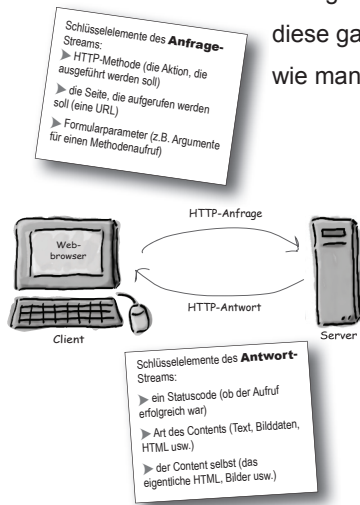 diese ga
wie man
Schlüsselelemente des Anfrage-
Streams:
➤ HTTP-Methode (die Aktion, die
ausgeführt werden soll)
➤ die Seite, die aufgerufen werden
soll (eine URL)
➤ Formularparameter (z.B. Argumente
für einen Methodenaufruf)
HTTP-Anfrage
Web-
browser
HTTP-Antwort
Client
Server
Schlüsselelemente des Antwort-
Streams:
➤ ein Statuscode (ob der Aufruf
erfolgreich war)
➤ Art des Contents (Text, Bilddaten,
HTML usw.)
➤ der Content selbst (das
eigentliche HTML, Bilder usw.)